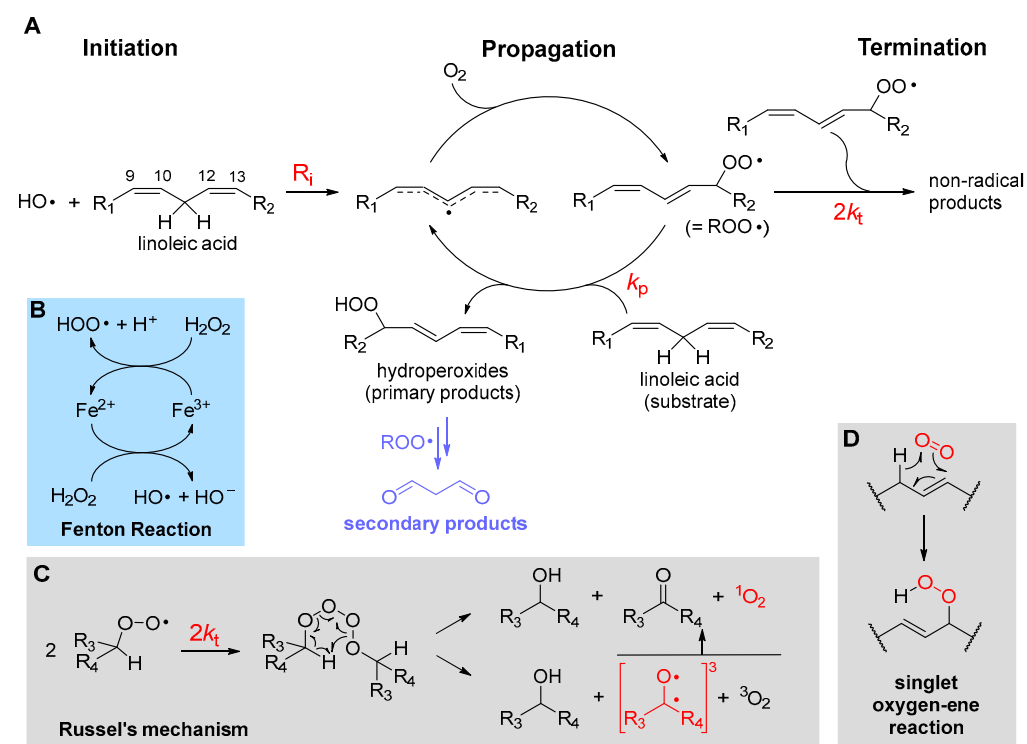 A
Initiation
Propagation
Termination
O2
OO•
R1
R2
HO• +
9 10 12 13
R1
R2
H H
linoleic acid
Ri
R1
R2
•
OO•
R1
R2
(= ROO•)
2kt
non-radical
products
kp
HOO
R2
R1
hydroperoxides
(primary products)
R1
R2
H H
linoleic acid
(substrate)
ROO•
O O
secondary products
B
HOO• + H+
H2O2
Fe2+
Fe3+
H2O2
HO• + HO−
Fenton Reaction
C
2
O-O•
R3
R4
H
2kt
O
O O
R3 O
R4 H
H
R4
R3
OH
R3 R4
+
O
R3 R4
+ 1O2
OH
R3 R4
+
[O•
•
R3 R4]3
+ 3O2
Russel's mechanism
D
H
O=O
H O
O
singlet
oxygen-ene
reaction